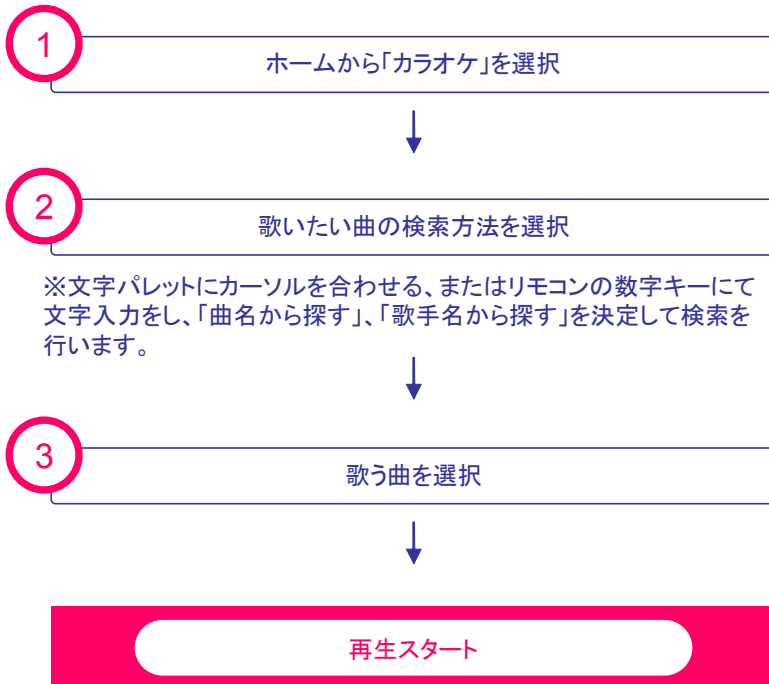 1
ホームから「カラオケ」を選択
2
歌いたい曲の検索方法を選択
※文字パレットにカーソルを合わせる、またはリモコンの数字キーにて
文字入力をし、「曲名から探す」、「歌手名から探す」を決定して検索を
行います。
3
歌う曲を選択
再生スタート